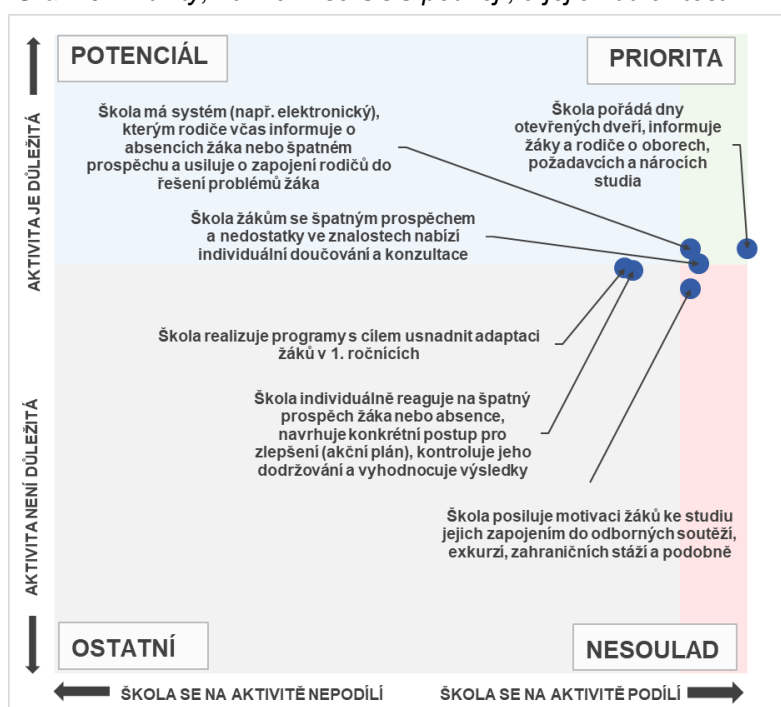 POTENCIÁL
PRIORITA
Škola má systém (např. elektronický),
kterým rodiče včas informuje o
absencích žáka nebo špatném
prospěchu a usiluje o zapojení rodičů do
řešení problémů žáka
Škola pořádá dny
otevřených dveří, informuje
žáky a rodiče o oborech,
požadavcích a nárocích
studia
Škola žákům se špatným prospěchem
a nedostatky ve znalostech nabízí
individuální doučování a konzultace
Škola realizuje programy s cílem usnadnit adaptaci
žáků v 1. ročnících
Škola individuálně reaguje na špatný
prospěch žáka nebo absence,
navrhuje konkrétní postup pro
zlepšení (akční plán), kontroluje jeho
dodržování a vyhodnocuje výsledky
Škola posiluje motivaci žáků ke studiu
jejich zapojením do odborných soutěží,
exkurzí, zahraničních stáží a podobně
OSTATNÍ
NESOULAD
AKTIVITA JE DŮLEŽITÁ
AKTIVITA NENÍ DŮLEŽITÁ
ŠKOLA SE NA AKTIVITĚ NEPODÍLÍ
ŠKOLA SE NA AKTIVITĚ PODÍLÍ